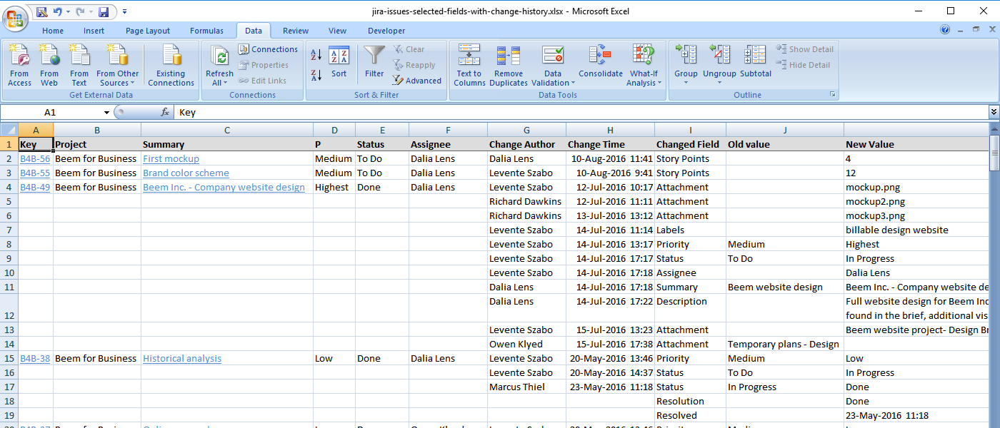 jira-issues-selected-fields-with-change-history.xlsx - Microsoft Excel
Home Insert Page Layout Formulas Data Review View Developer
From Access From Web From Text From Other Sources Existing Connections
Get External Data
Refresh All Connections Properties Edit Links
Connections
Sort Filter Clear Reapply Advanced
Sort & Filter
Text to Columns Remove Duplicates Data Validation Consolidate What-If Analysis
Data Tools
Group Ungroup Subtotal Show Detail Hide Detail
Outline
A1 fx Key
A B C D E F G H I J
1 Key Project Summary P Status Assignee Change Author Change Time Changed Field Old value New Value
2 B4B-56 Beem for Business First mockup Medium To Do Dalia Lens Dalia Lens 10-Aug-2016 11:41 Story Points 4
3 B4B-55 Beem for Business Brand color scheme Medium To Do Dalia Lens Levente Szabo 10-Aug-2016 9:41 Story Points 12
4 B4B-49 Beem for Business Beem Inc. - Company website design Highest Done Dalia Lens Levente Szabo 12-Jul-2016 10:17 Attachment mockup.png
5 Richard Dawkins 12-Jul-2016 11:11 Attachment mockup2.png
6 Richard Dawkins 13-Jul-2016 13:12 Attachment mockup3.png
7 Levente Szabo 14-Jul-2016 11:14 Labels billable design website
8 Levente Szabo 14-Jul-2016 13:17 Priority Medium Highest
9 Levente Szabo 14-Jul-2016 17:17 Status To Do In Progress
10 Levente Szabo 14-Jul-2016 17:18 Assignee Dalia Lens
11 Dalia Lens 14-Jul-2016 17:18 Summary Beem website design Beem Inc. - Company website de
Dalia Lens 14-Jul-2016 17:22 Description Full website design for Beem Inc
12 found in the brief, additional vis
13 Levente Szabo 15-Jul-2016 13:23 Attachment Beem website project- Design Br
14 Owen Klyed 15-Jul-2016 17:38 Attachment Temporary plans - Design
15 B4B-38 Beem for Business Historical analysis Low Done Dalia Lens Levente Szabo 20-May-2016 13:46 Priority Medium Low
16 Levente Szabo 20-May-2016 14:37 Status To Do In Progress
17 Marcus Thiel 23-May-2016 11:18 Status In Progress Done
18 Resolution Done
19 Resolved 23-May-2016 11:18